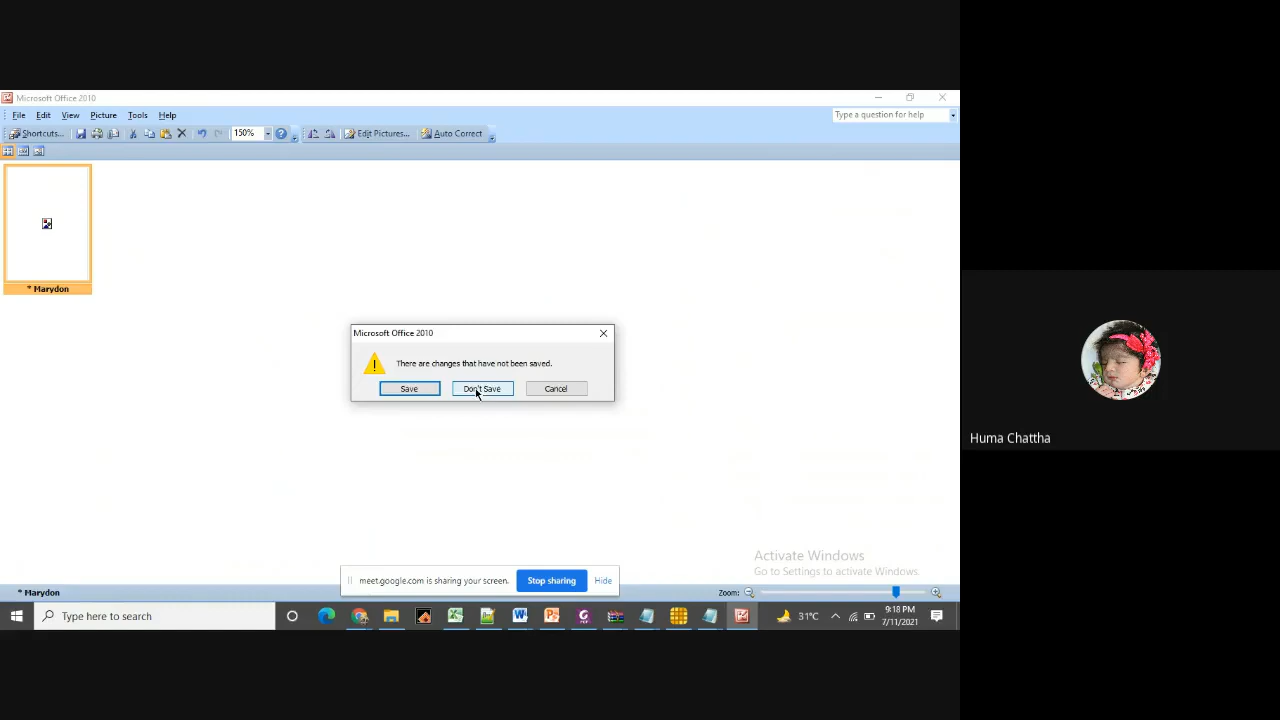 Microsoft Office 2010
File Edit View Picture Tools Help
Type a question for help
Shortcuts... 150% Edit Pictures... Auto Correct
* Marydon
Microsoft Office 2010
There are changes that have not been saved.
Save Don't Save Cancel
Huma Chattha
Activate Windows
Go to Settings to activate Windows.
meet.google.com is sharing your screen. Stop sharing Hide
* Marydon Zoom:
Type here to search 31°C 9:18 PM
7/11/2021